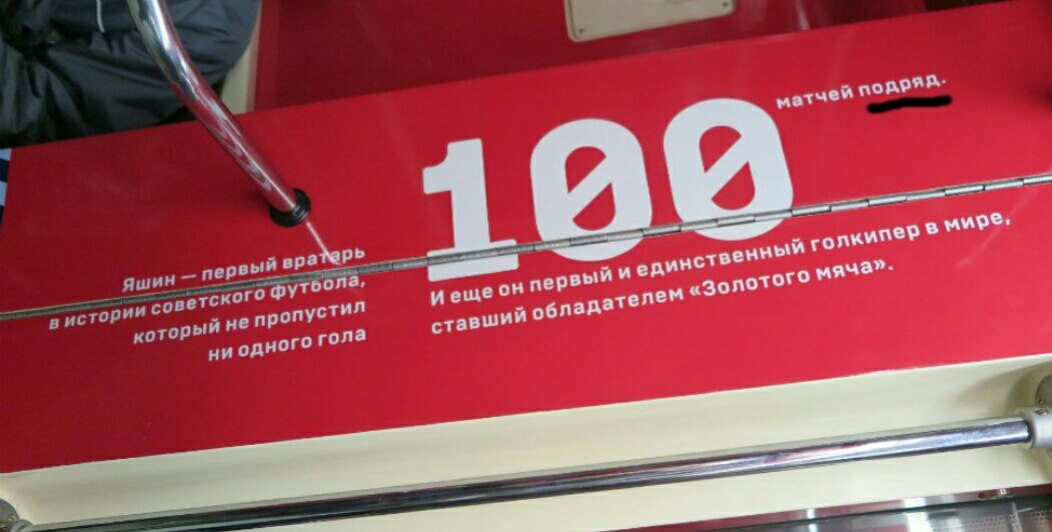 Яшин — первый вратарь
в истории советского футбола,
который не пропустил
ни одного гола
100
матчей подряд.
И еще он первый и единственный голкипер в мире,
ставший обладателем «Золотого мяча».